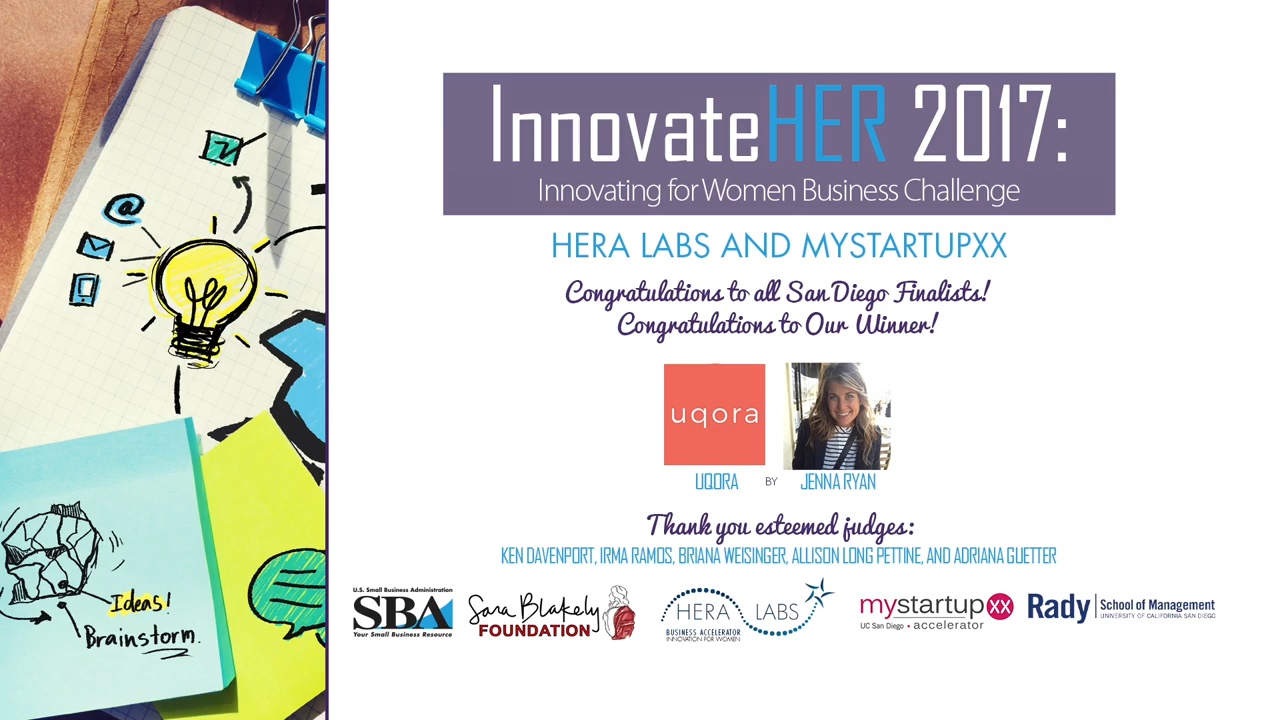 InnovateHER 2017:
Innovating for Women Business Challenge
HERA LABS AND MYSTARTUPXX
Congratulations to all San Diego Finalists!
Congratulations to Our Winner!
uqora
UQORA BY JENNA RYAN
Thank you esteemed judges:
KEN DAVENPORT, IRMA RAMOS, BRIANA WEISINGER, ALLISON LONG PETTINE, AND ADRIANA GUETTER
U.S. Small Business Administration
SBA
Your Small Business Resource
Sara Blakely
FOUNDATION
HERA LABS
BUSINESS ACCELERATOR
INNOVATION FOR WOMEN
mystartupXX
UC San Diego • accelerator
Rady School of Management
UNIVERSITY OF CALIFORNIA SAN DIEGO
@
Ideas!
Brainstorm.